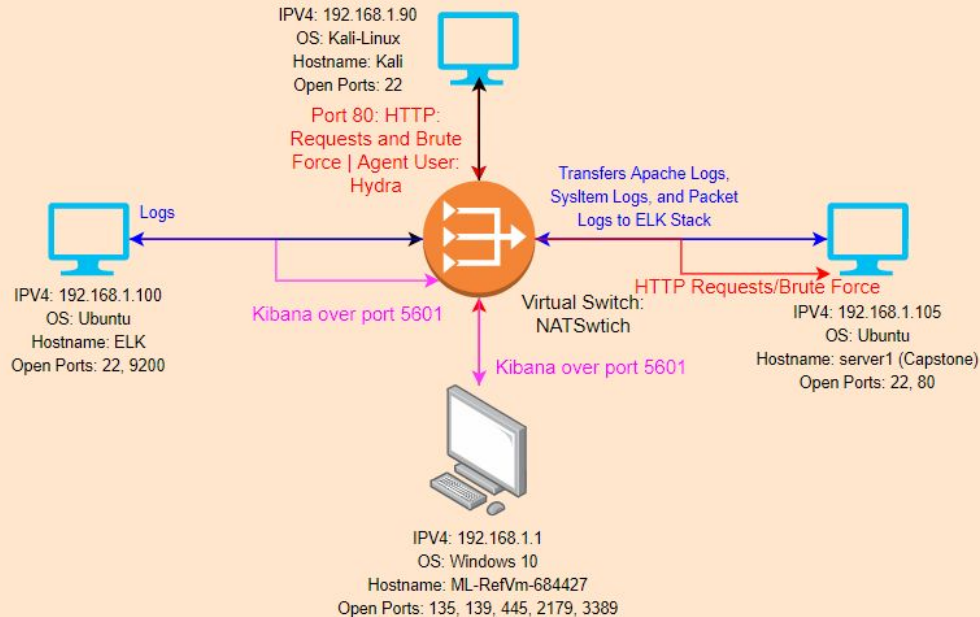 IPV4: 192.168.1.90
OS: Kali-Linux
Hostname: Kali
Open Ports: 22
Port 80: HTTP:
Requests and Brute
Force | Agent User:
Hydra
Transfers Apache Logs,
Sysltem Logs, and Packet
Logs to ELK Stack
Logs
IPV4: 192.168.1.100
OS: Ubuntu
Hostname: ELK
Open Ports: 22, 9200
Kibana over port 5601
Virtual Switch:
NATSwtich
HTTP Requests/Brute Force
IPV4: 192.168.1.105
OS: Ubuntu
Hostname: server1 (Capstone)
Open Ports: 22, 80
Kibana over port 5601
IPV4: 192.168.1.1
OS: Windows 10
Hostname: ML-RefVm-684427
Open Ports: 135, 139, 445, 2179, 3389